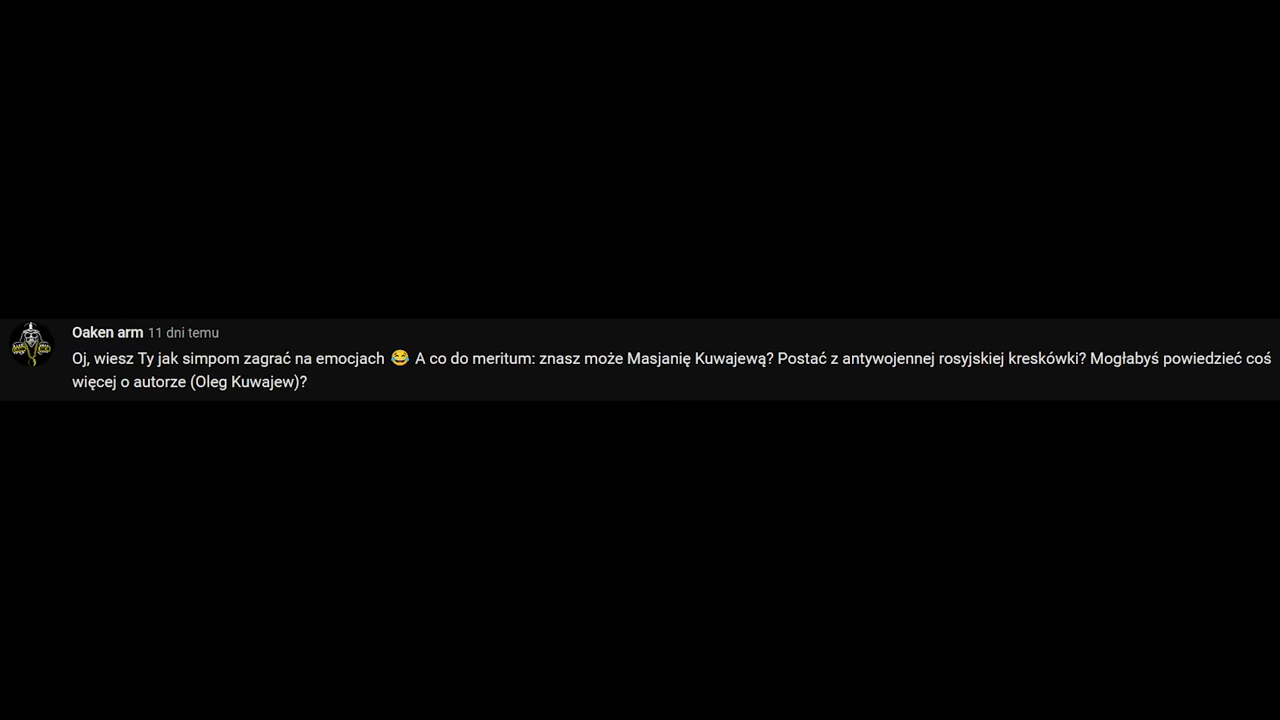 Oaken arm 11 dni temu
Oj, wiesz Ty jak simpom zagrać na emocjach 😂 A co do meritum: znasz może Masjanię Kuwajewą? Postać z antywojennej rosyjskiej kreskówki? Mogłabyś powiedzieć coś
więcej o autorze (Oleg Kuwajew)?